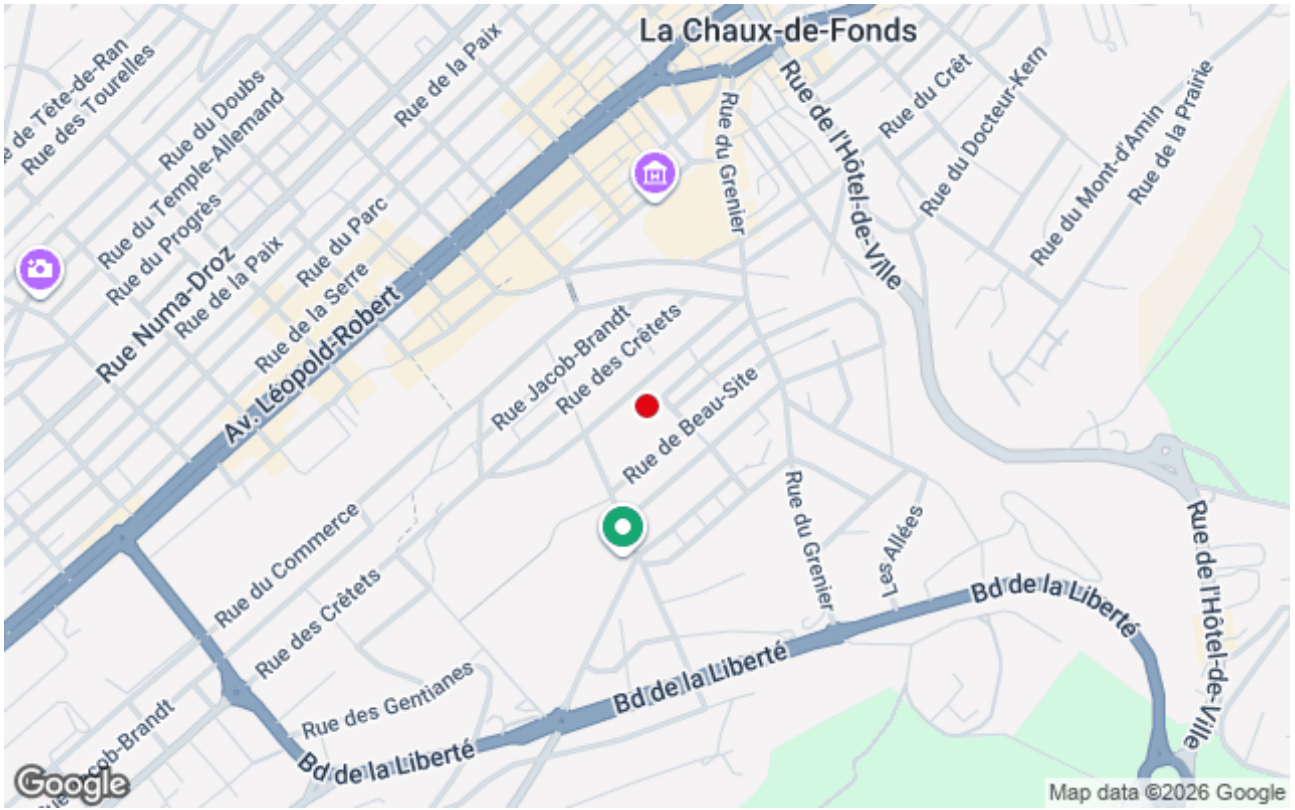 La Chaux-de-Fonds
e de Tête-de-Ran
Rue des Tourelles
Rue du Doubs
Rue du Temple-Allemand
Rue du Progrès
Rue de la Paix
Rue de la Paix
Rue Numa-Droz
Rue du Parc
Rue de la Serre
Av. Léopold-Robert
Rue du Grenier
Rue de l'Hôtel-de-Ville
Rue du Crêt
Rue du Docteur-Kern
Rue du Mont-d'Amin
Rue de la Prairie
Rue Jacob-Brandt
Rue des Crêtets
Rue de Beau-Site
Rue du Commerce
Rue des Crêtets
Rue du Grenier
Les Allées
Rue de l'Hôtel-de-Ville
Bd de la Liberté
Bd de la Liberté
Rue des Gentianes
Bd de la Liberté
Rue Jacob-Brandt
Google
Map data ©2026 Google